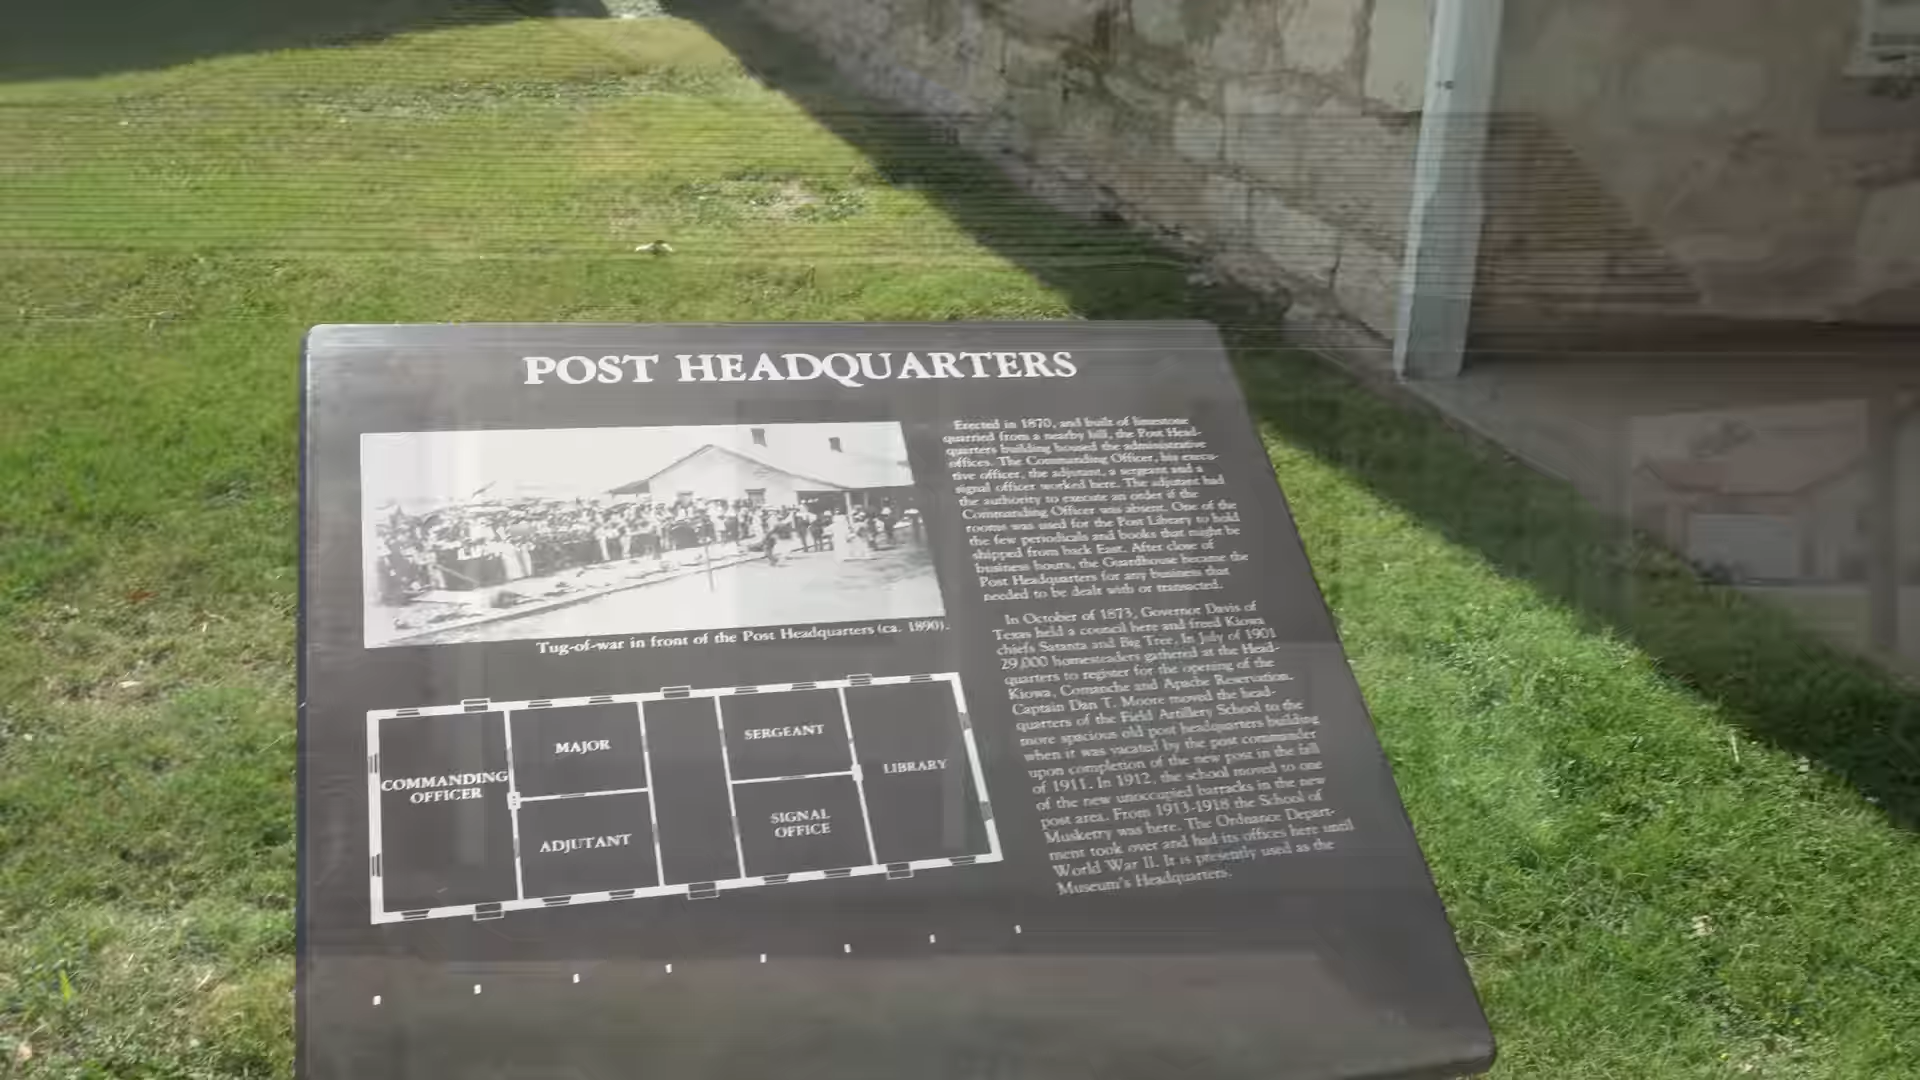 POST HEADQUARTERS
Erected in 1870, and built of limestone
quarried from a nearby hill, the Post Head-
quarters building housed the administrative
offices. The Commanding Officer, his execu-
tive officer, the adjutant, a sergeant and a
signal officer worked here. The adjutant had
the authority to execute an order if the
Commanding Officer was absent. One of the
rooms was used for the Post Library to hold
the few periodicals and books that might be
shipped from back East. After close of
business hours, the Guardhouse became the
Post Headquarters for any business that
needed to be dealt with or transacted.
In October of 1873, Governor Davis of
Texas held a council here and freed Kiowa
chiefs Satanta and Big Tree. In July of 1901
29,000 homesteaders gathered at the Head-
quarters to register for the opening of the
Kiowa, Comanche and Apache Reservation.
Captain Dan T. Moore moved the head-
quarters of the Field Artillery School to the
more spacious old post headquarters building
when it was vacated by the post commander
upon completion of the new post in the fall
of 1911. In 1912, the school moved to one
of the new unoccupied barracks in the new
post area. From 1913-1918 the School of
Musketry was here. The Ordnance Depart-
ment took over and had its offices here until
World War II. It is presently used as the
Museum's Headquarters.
Tug-of-war in front of the Post Headquarters (ca. 1890).
COMMANDING
OFFICER
MAJOR
ADJUTANT
SERGEANT
SIGNAL
OFFICE
LIBRARY